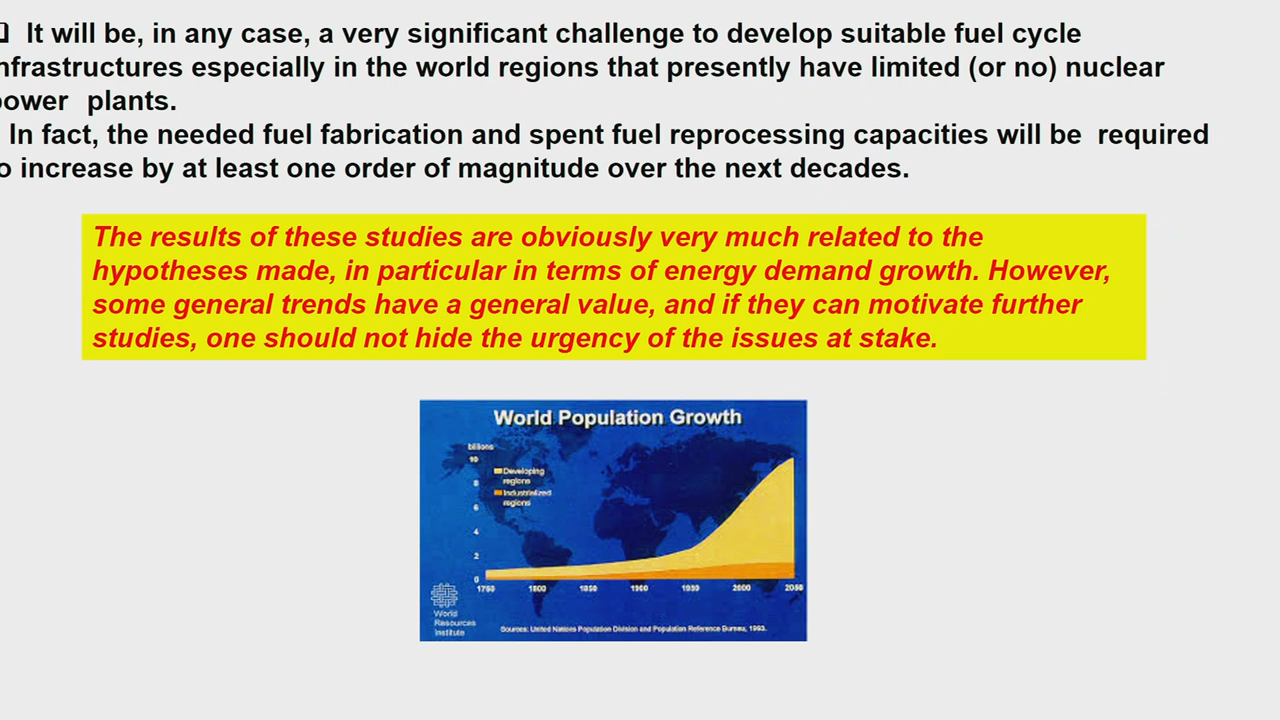 It will be, in any case, a very significant challenge to develop suitable fuel cycle
nfrastructures especially in the world regions that presently have limited (or no) nuclear
power plants.
In fact, the needed fuel fabrication and spent fuel reprocessing capacities will be required
o increase by at least one order of magnitude over the next decades.
The results of these studies are obviously very much related to the
hypotheses made, in particular in terms of energy demand growth. However,
some general trends have a general value, and if they can motivate further
studies, one should not hide the urgency of the issues at stake.
World Population Growth
billions
10
8
6
4
2
0
Developing
regions
Industrialized
regions
1750 1800 1850 1900 1950 2000 2050
World
Resources
Institute
Sources: United Nations Population Division and Population Reference Bureau, 1993.